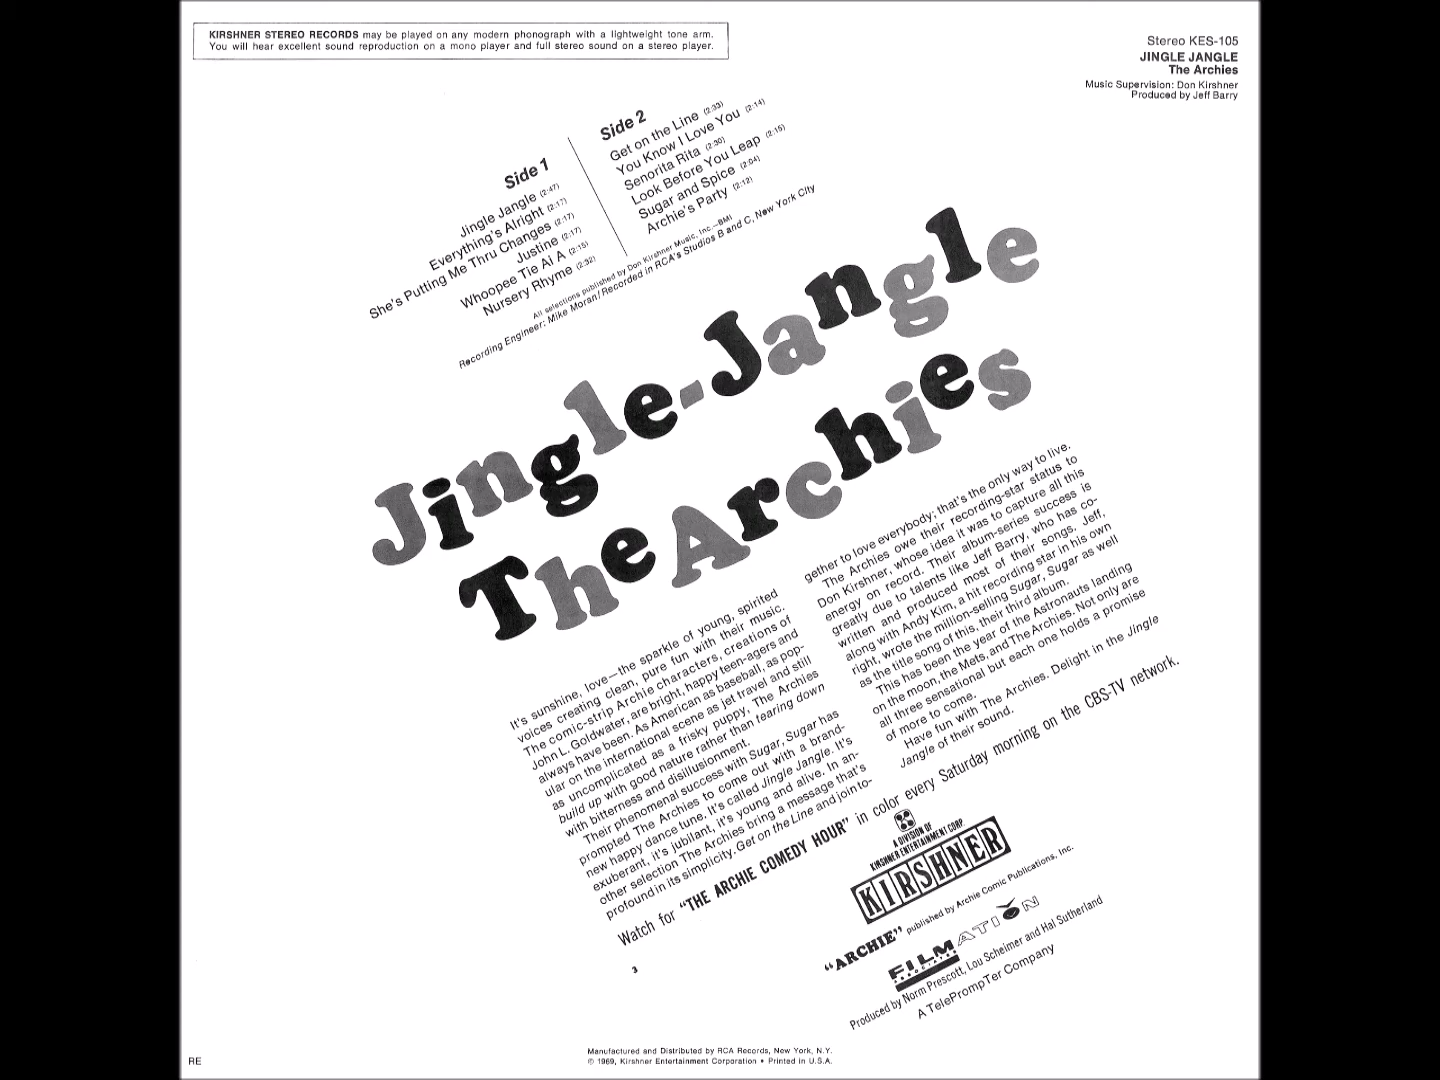 KIRSHNER STEREO RECORDS may be played on any modern phonograph with a lightweight tone arm.
You will hear excellent sound reproduction on a mono player and full stereo sound on a stereo player.
Stereo KES-105
JINGLE JANGLE
The Archies
Music Supervision: Don Kirshner
Produced by Jeff Barry
Side 1
Jingle Jangle (2:47)
Everything's Alright (2:17)
She's Putting Me Thru Changes (2:17)
Justine (2:17)
Whoopee Tie Ai A (2:15)
Nursery Rhyme (2:32)
Side 2
Get on the Line (2:33)
You Know I Love You (2:14)
Senorita Rita (2:30)
Look Before You Leap (2:15)
Sugar and Spice (2:04)
Archie's Party (2:12)
All selections published by Don Kirshner Music, Inc.—BMI
Recording Engineer: Mike Moran/Recorded in RCA's Studios B and C, New York City
Jingle-Jangle
The Archies
It's sunshine, love—the sparkle of young, spirited
voices creating clean, pure fun with their music.
The comic-strip Archie characters, creations of
John L. Goldwater, are bright, happy teen-agers and
always have been. As American as baseball, as pop-
ular on the international scene as jet travel and still
as uncomplicated as a frisky puppy, The Archies
build up with good nature rather than tearing down
with bitterness and disillusionment.
Their phenomenal success with Sugar, Sugar has
prompted The Archies to come out with a brand-
new happy dance tune. It's called Jingle Jangle. It's
exuberant, it's jubilant, it's young and alive. In an-
other selection The Archies bring a message that's
profound in its simplicity. Get on the Line and join to-
gether to love everybody; that's the only way to live.
The Archies owe their recording-star status to
Don Kirshner, whose idea it was to capture all this
energy on record. Their album-series success is
greatly due to talents like Jeff Barry, who has co-
written and produced most of their songs. Jeff,
along with Andy Kim, a hit recording star in his own
right, wrote the million-selling Sugar, Sugar as well
as the title song of this, their third album.
This has been the year of the Astronauts landing
on the moon, the Mets, and The Archies. Not only are
all three sensational but each one holds a promise
of more to come.
Have fun with The Archies. Delight in the Jingle
Jangle of their sound.
Watch for "THE ARCHIE COMEDY HOUR" in color every Saturday morning on the CBS-TV network.
A DIVISION OF
KIRSHNER ENTERTAINMENT CORP.
KIRSHNER
"ARCHIE" published by Archie Comic Publications, Inc.
FILMATION
ASSOCIATES
Produced by Norm Prescott, Lou Scheimer and Hal Sutherland
A TelePrompTer Company
3
RE
Manufactured and Distributed by RCA Records, New York, N.Y.
℗ 1969, Kirshner Entertainment Corporation • Printed in U.S.A.